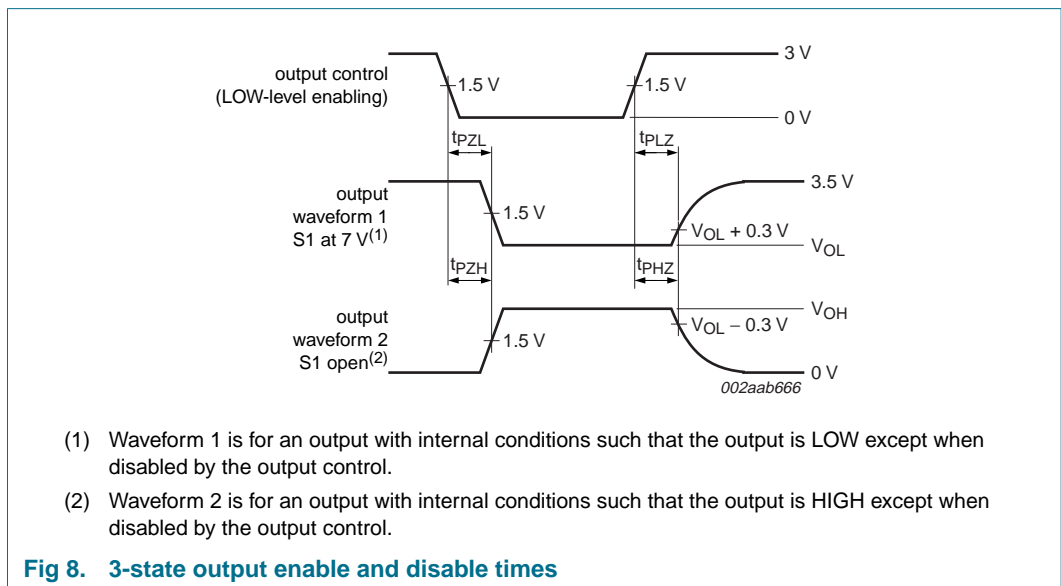 output control
(LOW-level enabling)
1.5 V
1.5 V
3 V
0 V
tPZL
tPLZ
output
waveform 1
S1 at 7 V(1)
1.5 V
3.5 V
VOL + 0.3 V
VOL
tPZH
tPHZ
output
waveform 2
S1 open(2)
1.5 V
VOH
VOL − 0.3 V
0 V
002aab666
(1) Waveform 1 is for an output with internal conditions such that the output is LOW except when
disabled by the output control.
(2) Waveform 2 is for an output with internal conditions such that the output is HIGH except when
disabled by the output control.
Fig 8. 3-state output enable and disable times